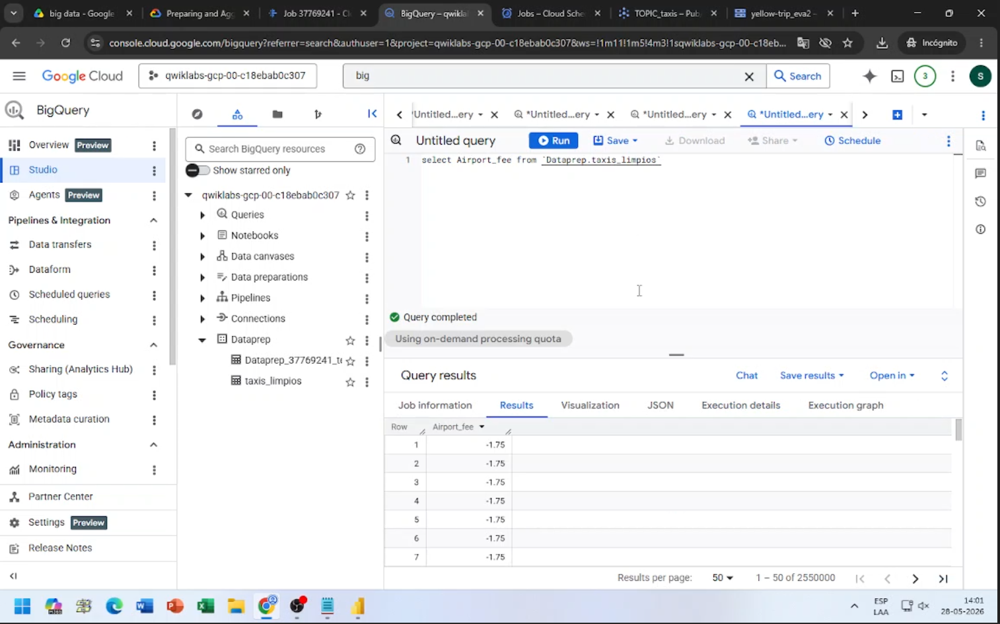 big data - Google
Preparing and Agg
Job 37769241 - Cl
BigQuery – qwikla
Jobs – Cloud Sche
TOPIC_taxis – Pub
yellow-trip_eva2 –
console.cloud.google.com/bigquery?referrer=search&authuser=1&project=qwiklabs-gcp-00-c18ebab0c307&ws=!1m11!1m5!4m3!1sqwiklabs-gcp-00-c18eb...
Incógnito
Google Cloud
qwiklabs-gcp-00-c18ebab0c307
big
Search
3
S
BigQuery
Overview Preview
Studio
Agents Preview
Pipelines & Integration
Data transfers
Dataform
Scheduled queries
Scheduling
Governance
Sharing (Analytics Hub)
Policy tags
Metadata curation
Administration
Monitoring
Partner Center
Settings Preview
Release Notes
Search BigQuery resources
Show starred only
qwiklabs-gcp-00-c18ebab0c307
Queries
Notebooks
Data canvases
Data preparations
Pipelines
Connections
Dataprep
Dataprep_37769241_te
taxis_limpios
*Untitled...ery
*Untitled...ery
*Untitled...ery
*Untitled...ery
Untitled query
Run
Save
Download
Share
Schedule
1 select Airport_fee from `Dataprep.taxis_limpios`
Query completed
Using on-demand processing quota
Query results
Chat
Save results
Open in
Job information
Results
Visualization
JSON
Execution details
Execution graph
Row Airport_fee
1 -1.75
2 -1.75
3 -1.75
4 -1.75
5 -1.75
6 -1.75
7 -1.75
Results per page: 50 1 – 50 of 2550000
ESP
LAA
14:01
28-05-2026